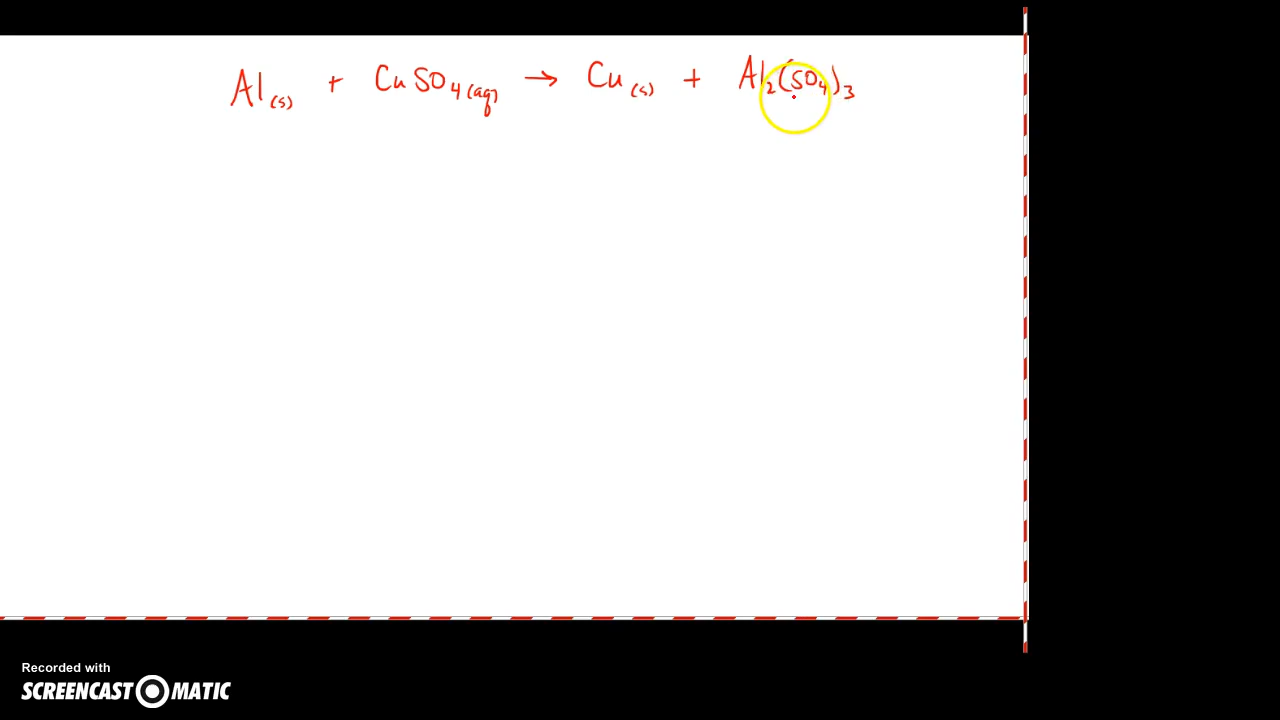 Al(s) + CuSO4(aq) → Cu(s) + Al2(SO4)3
Recorded with
SCREENCAST-O-MATIC